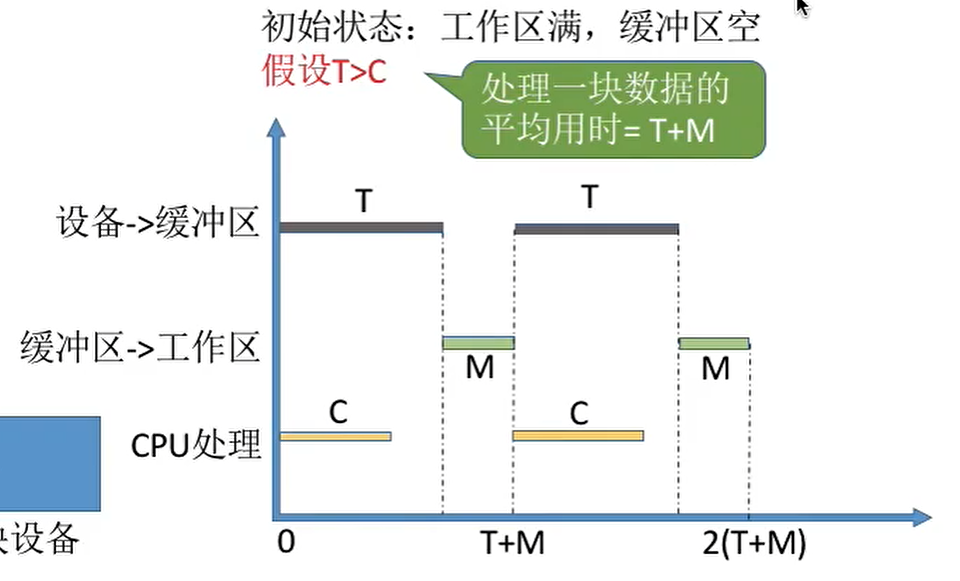 初始状态：工作区满，缓冲区空
假设T>C
处理一块数据的
平均用时= T+M
T
T
设备->缓冲区
缓冲区->工作区
M
M
C
C
CPU处理
块设备
0
T+M
2(T+M)